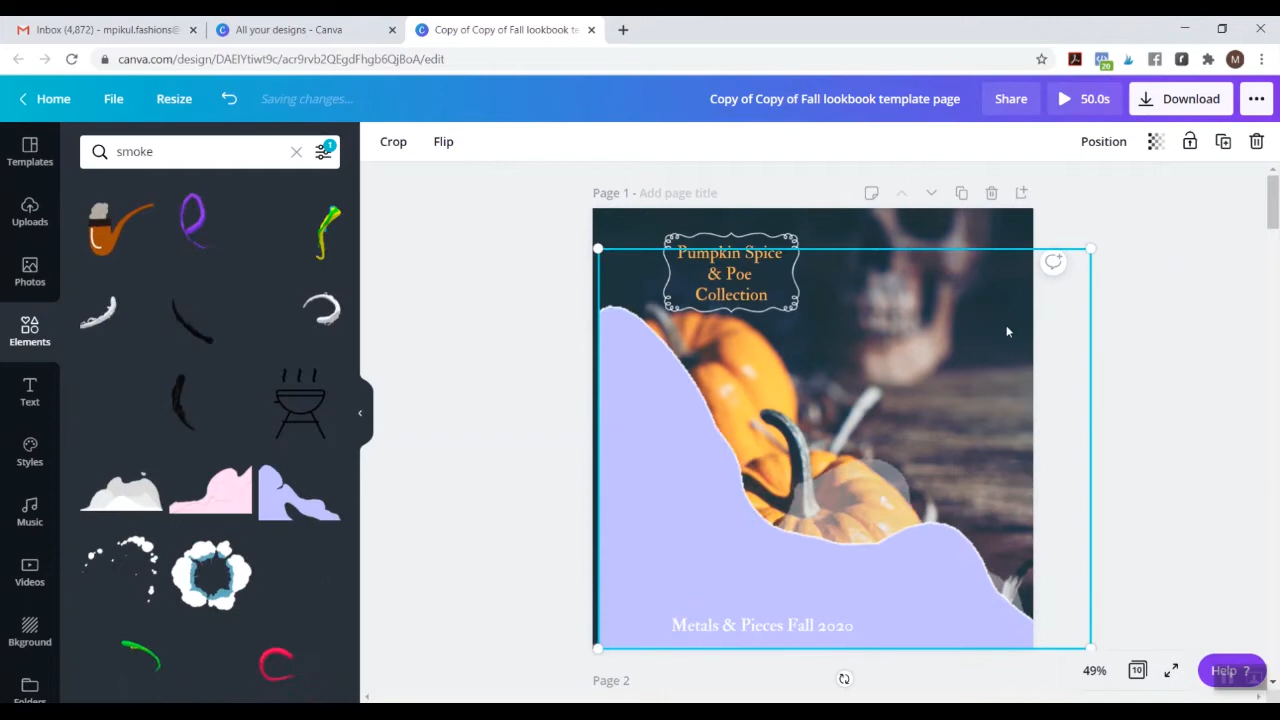 Inbox (4,872) - mpikul.fashions@
All your designs - Canva
Copy of Copy of Fall lookbook te
canva.com/design/DAEIYtiwt9c/acr9rvb2QEgdFhgb6QjBoA/edit
20
M
Home
File
Resize
Saving changes...
Copy of Copy of Fall lookbook template page
Share
50.0s
Download
Templates
Uploads
Photos
Elements
Text
Styles
Music
Videos
Bkground
Folders
smoke
1
Crop
Flip
Position
Page 1 - Add page title
Pumpkin Spice
& Poe
Collection
Metals & Pieces Fall 2020
Page 2
49%
10
Help ?